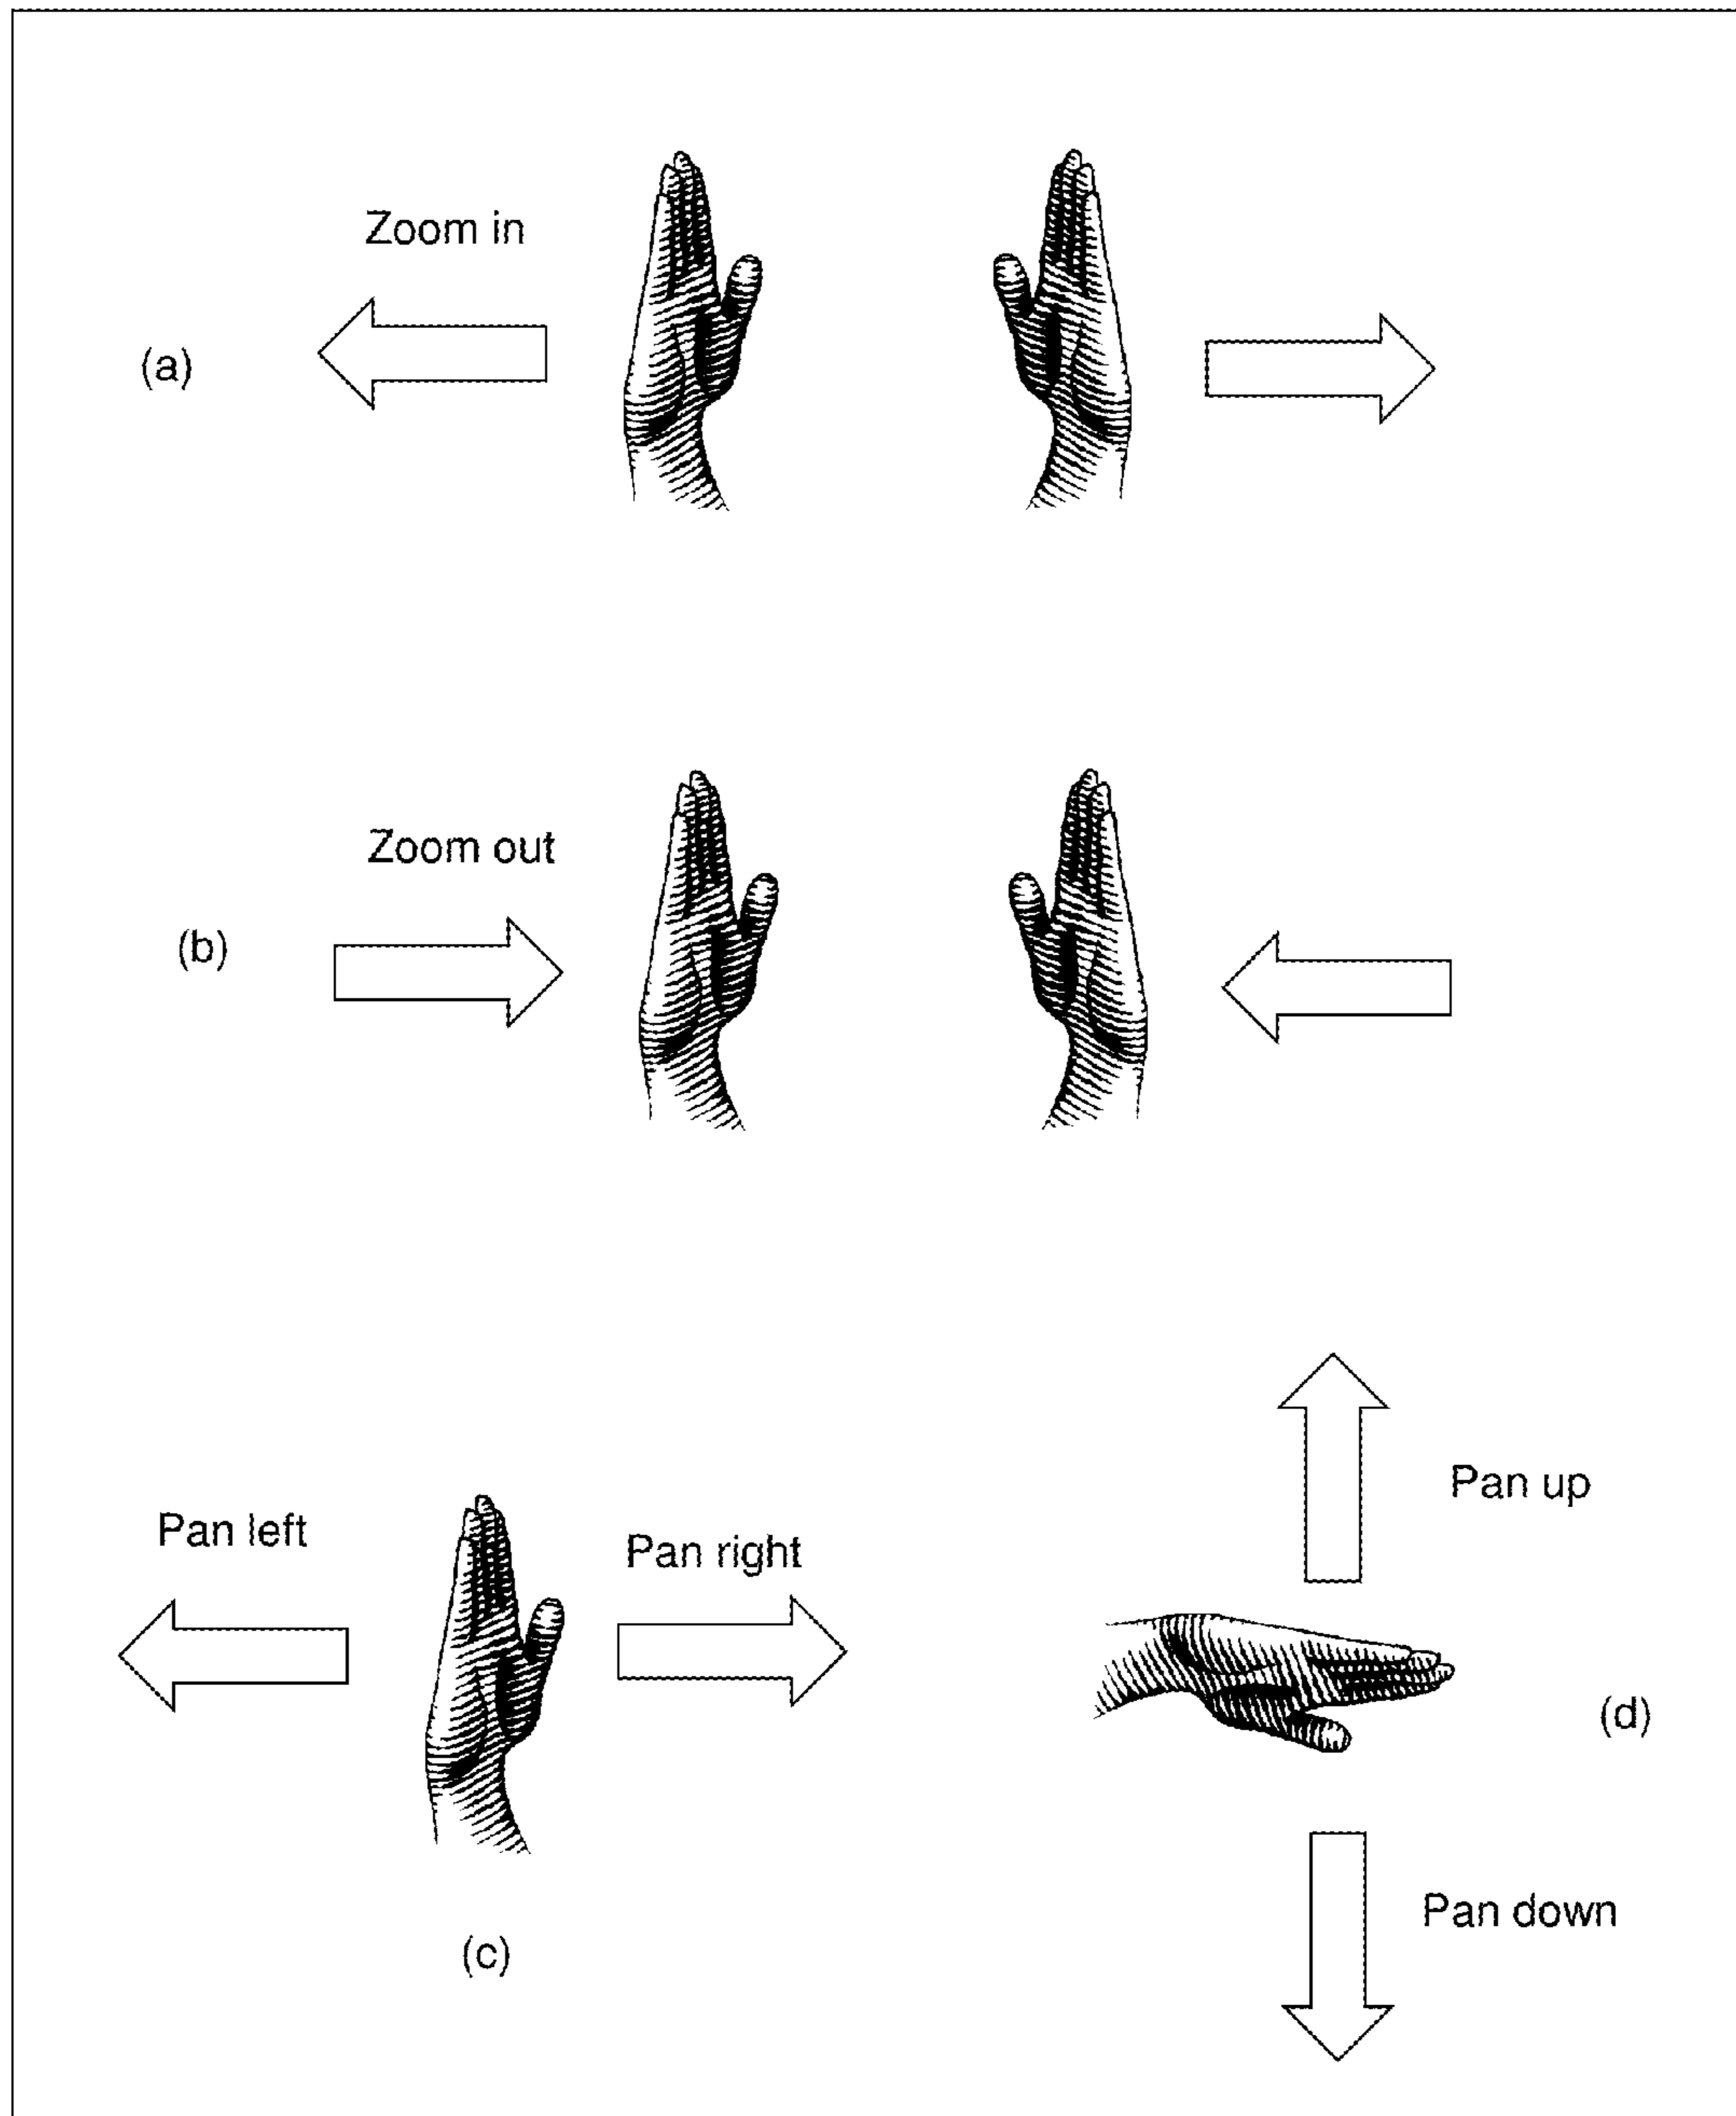 Zoom in
(a)
Zoom out
(b)
Pan left
Pan right
(c)
Pan up
(d)
Pan down